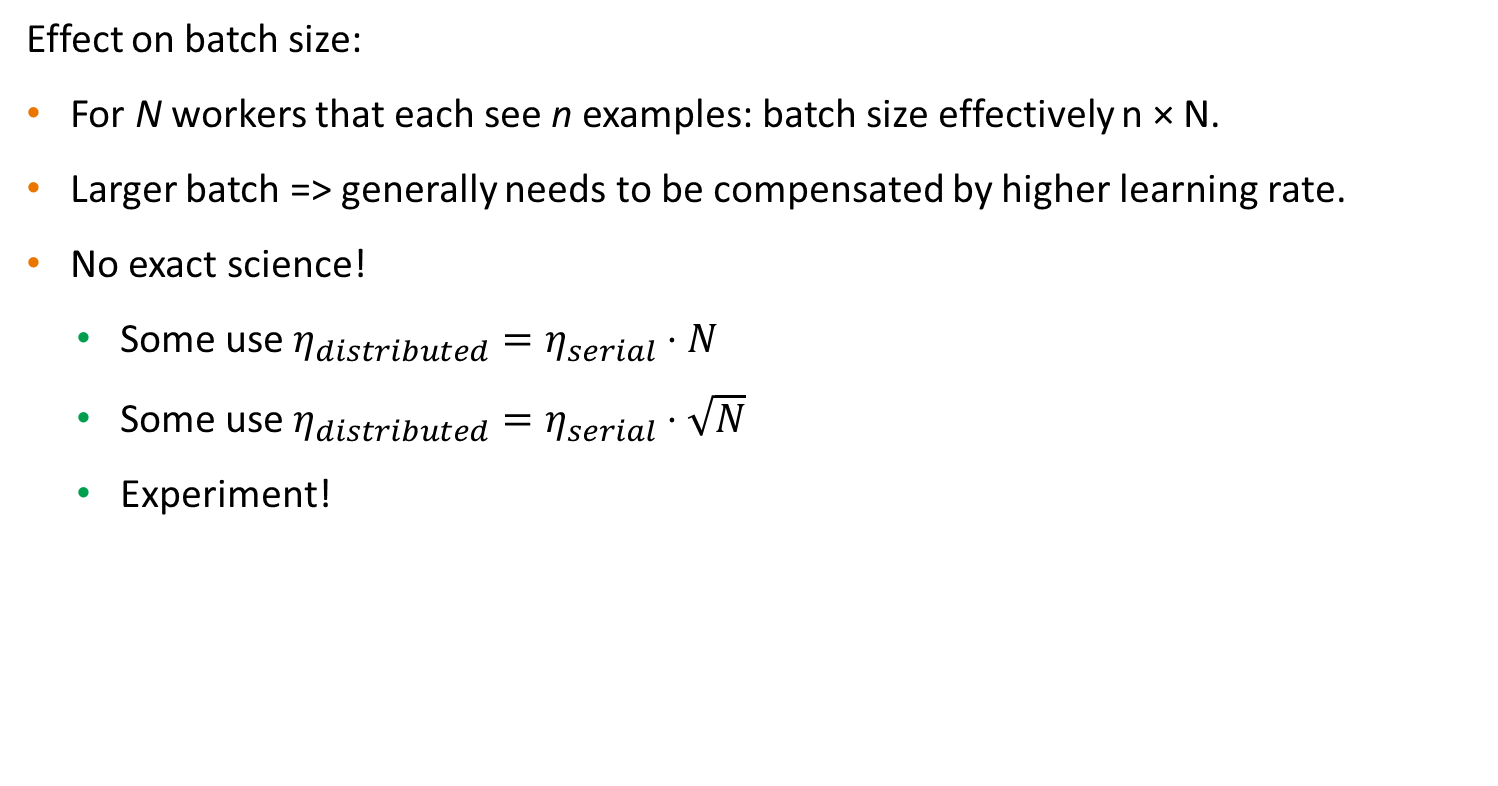 Effect on batch size:
• For N workers that each see n examples: batch size effectively n × N.
• Larger batch => generally needs to be compensated by higher learning rate.
• No exact science!
• Some use η_distributed = η_serial · N
• Some use η_distributed = η_serial · √N
• Experiment!